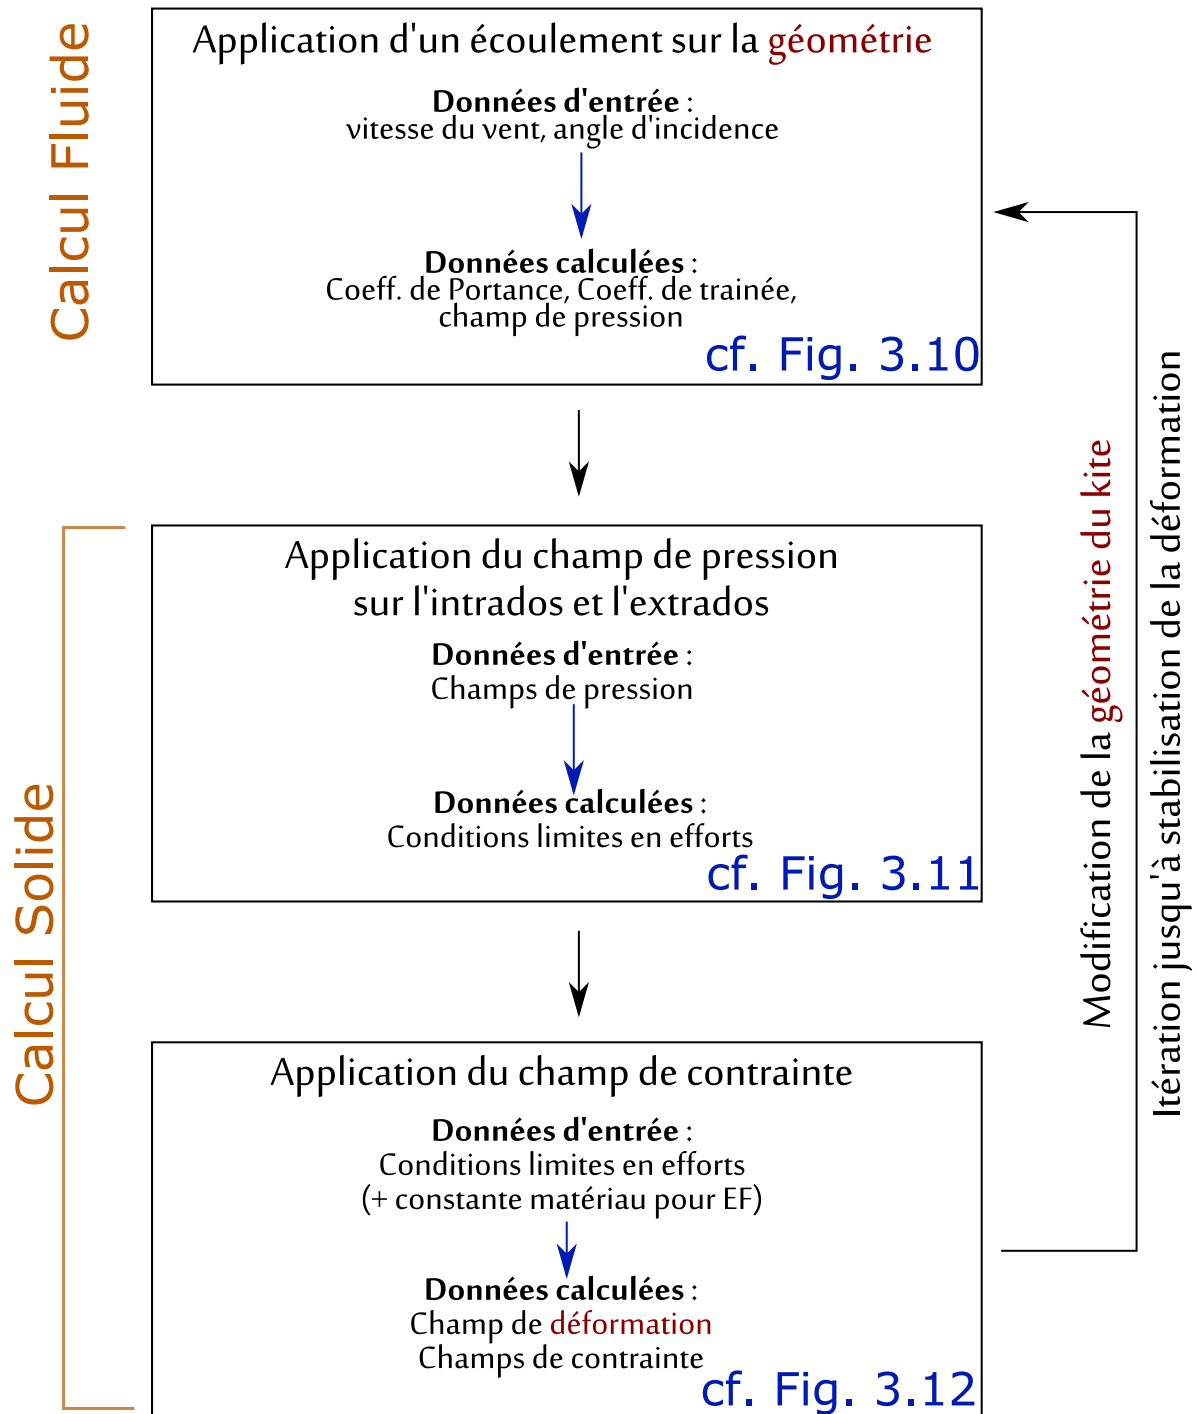 Calcul Fluide
Application d'un écoulement sur la géométrie
Données d'entrée :
vitesse du vent, angle d'incidence
Données calculées :
Coeff. de Portance, Coeff. de trainée,
champ de pression
cf. Fig. 3.10
Calcul Solide
Application du champ de pression
sur l'intrados et l'extrados
Données d'entrée :
Champs de pression
Données calculées :
Conditions limites en efforts
cf. Fig. 3.11
Application du champ de contrainte
Données d'entrée :
Conditions limites en efforts
(+ constante matériau pour EF)
Données calculées :
Champ de déformation
Champs de contrainte
cf. Fig. 3.12
Modification de la géométrie du kite
Itération jusqu'à stabilisation de la déformation